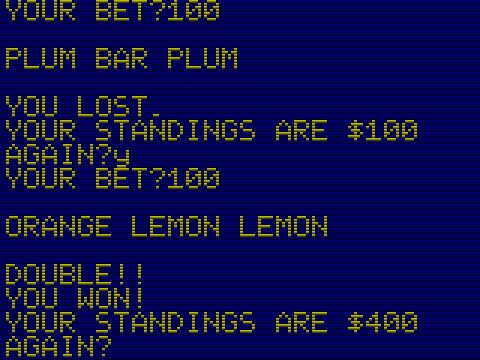 YOUR BET?100
PLUM BAR PLUM
YOU LOST.
YOUR STANDINGS ARE $100
AGAIN?y
YOUR BET?100
ORANGE LEMON LEMON
DOUBLE!!
YOU WON!
YOUR STANDINGS ARE $400
AGAIN?